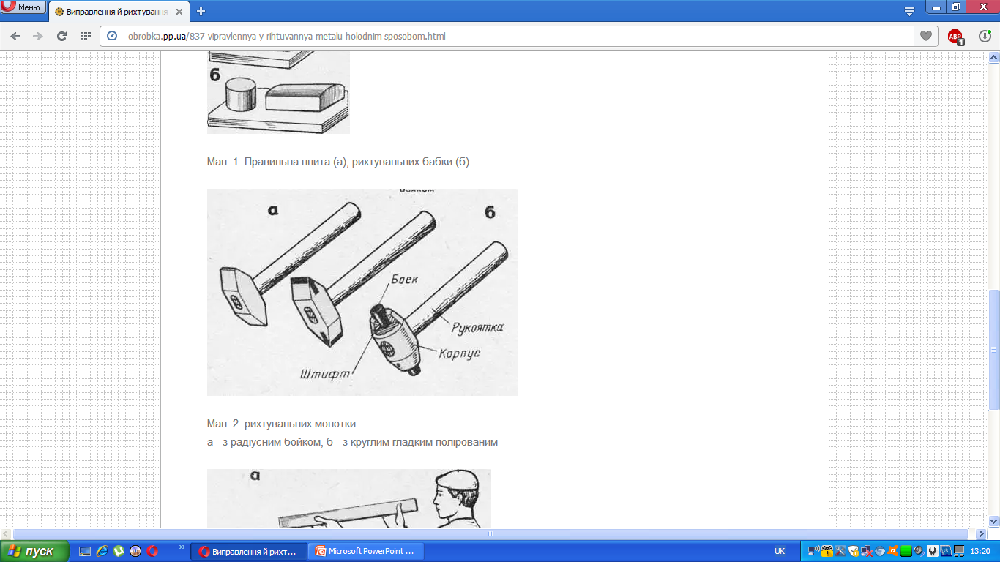 Меню
Виправлення й рихтування
obrobka.pp.ua/837-vipravlennya-y-rihtuvannya-metalu-holodnim-sposobom.html
ABP
1
б
Мал. 1. Правильна плита (а), рихтувальних бабки (б)
а
б
Боек
Рукоятка
Корпус
Штифт
Мал. 2. рихтувальних молотки:
а - з радіусним бойком, б - з круглим гладким полірованим
а
пуск
Виправлення й рихт...
Microsoft PowerPoint ...
UK
13:20